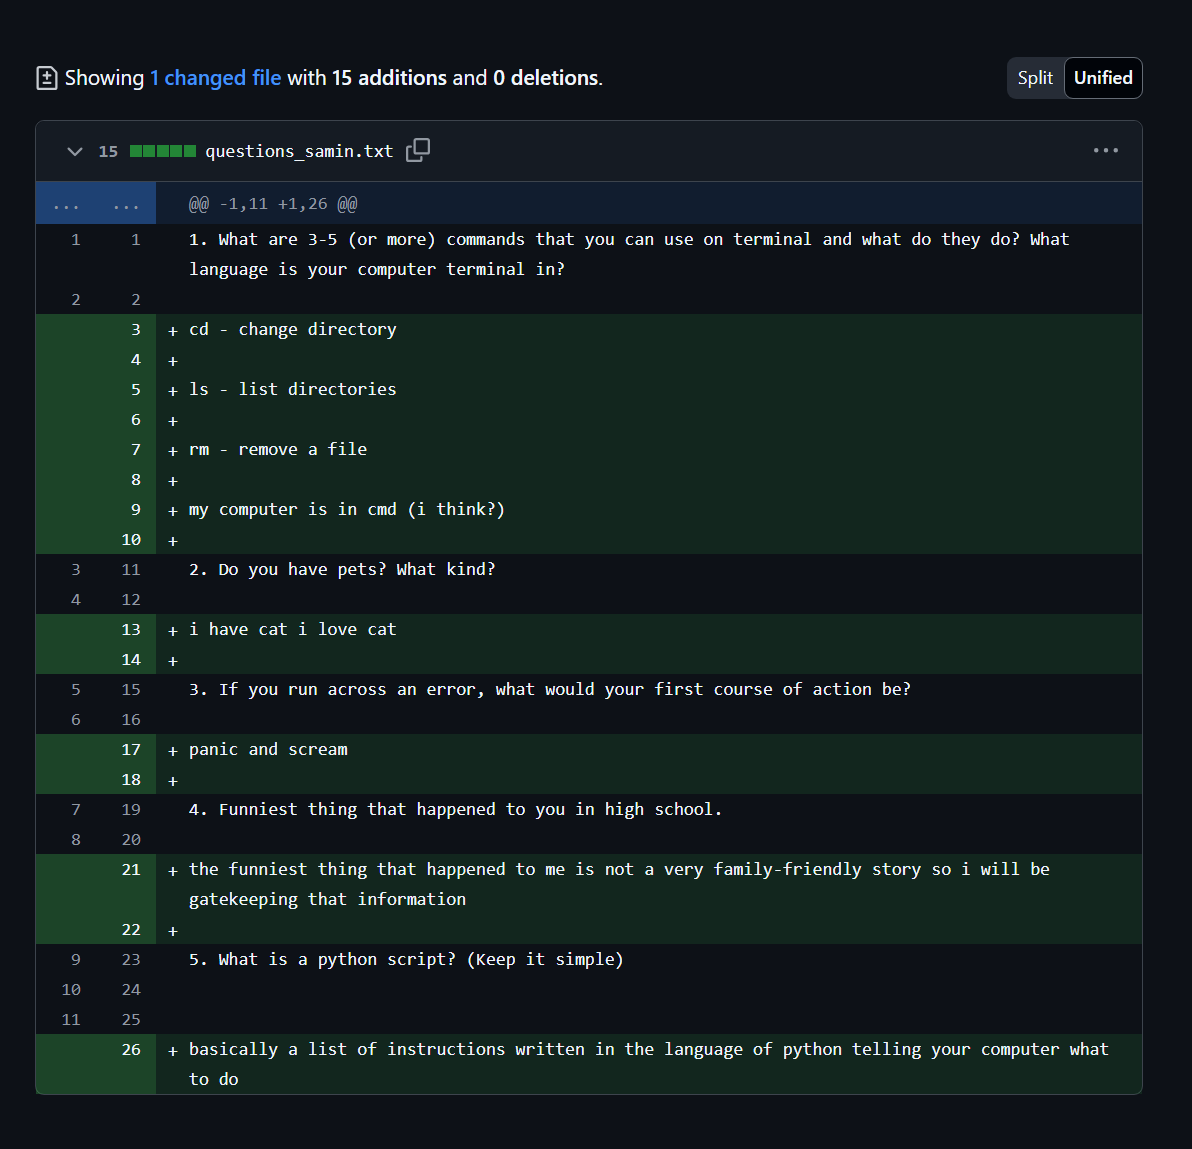 Showing 1 changed file with 15 additions and 0 deletions.
Split Unified
15 questions_samin.txt
... ... @@ -1,11 +1,26 @@
1 1 1. What are 3-5 (or more) commands that you can use on terminal and what do they do? What
language is your computer terminal in?
2 2
3 + cd - change directory
4 +
5 + ls - list directories
6 +
7 + rm - remove a file
8 +
9 + my computer is in cmd (i think?)
10 +
3 11 2. Do you have pets? What kind?
4 12
13 + i have cat i love cat
14 +
5 15 3. If you run across an error, what would your first course of action be?
6 16
17 + panic and scream
18 +
7 19 4. Funniest thing that happened to you in high school.
8 20
21 + the funniest thing that happened to me is not a very family-friendly story so i will be
gatekeeping that information
22 +
9 23 5. What is a python script? (Keep it simple)
10 24
11 25
26 + basically a list of instructions written in the language of python telling your computer what
to do